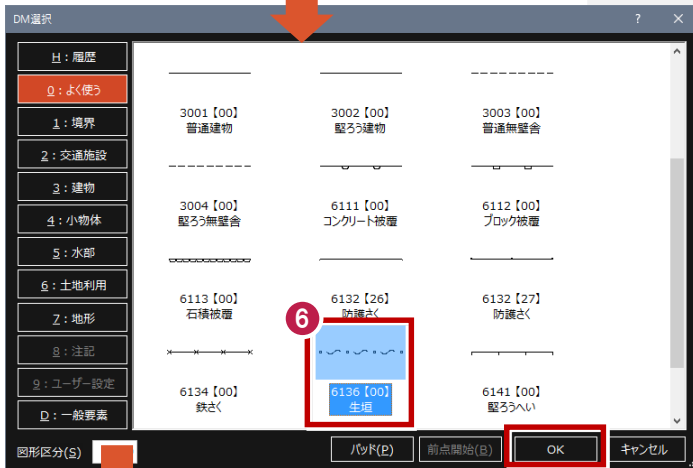 DM選択
?
×
H：履歴
0：よく使う
1：境界
2：交通施設
3：建物
4：小物体
5：水部
6：土地利用
7：地形
8：注記
9：ユーザー設定
D：一般要素
3001【00】
普通建物
3002【00】
堅ろう建物
3003【00】
普通無壁舎
3004【00】
堅ろう無壁舎
6111【00】
コンクリート被覆
6112【00】
ブロック被覆
6113【00】
石積被覆
6132【26】
防護さく
6132【27】
防護さく
6134【00】
鉄さく
6
6136【00】
生垣
6141【00】
堅ろうへい
図形区分(S)
パッド(P)
前点開始(B)
OK
キャンセル